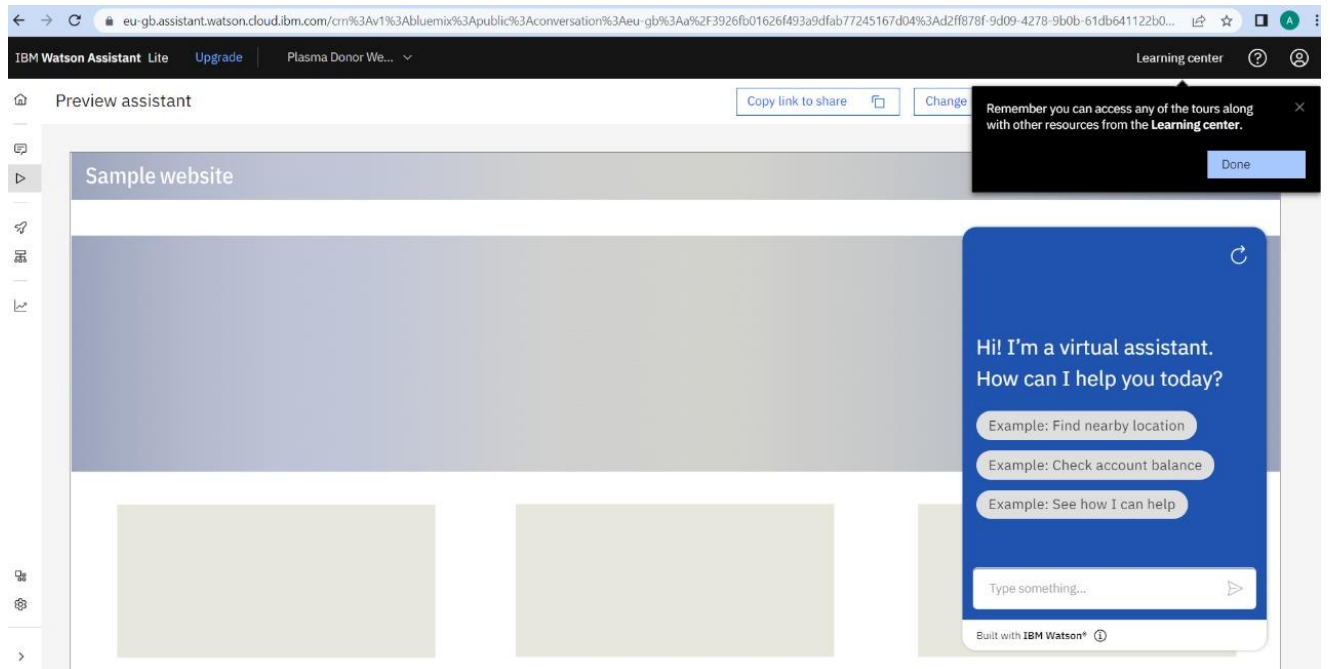 eu-gb.assistant.watson.cloud.ibm.com/crn%3Av1%3Abluemix%3Apublic%3Aconversation%3Aeu-gb%3Aa%2F3926fb01626f493a9dfab77245167d04%3Ad2ff878f-9d09-4278-9b0b-61db641122b0...
A
IBM Watson Assistant Lite Upgrade Plasma Donor We... Learning center
Preview assistant Copy link to share Change
Remember you can access any of the tours along
with other resources from the Learning center.
Done
Sample website
Hi! I'm a virtual assistant.
How can I help you today?
Example: Find nearby location
Example: Check account balance
Example: See how I can help
Type something...
Built with IBM Watson®